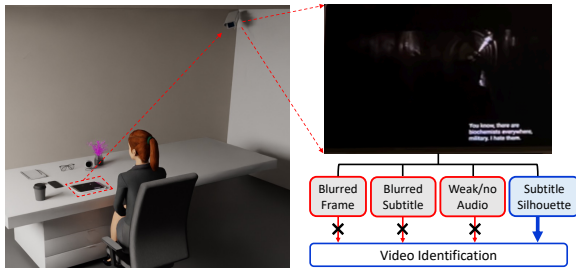 You know, there are
biochemists everywhere,
military. I hate them.
Blurred
Frame
Blurred
Subtitle
Weak/no
Audio
Subtitle
Silhouette
Video Identification